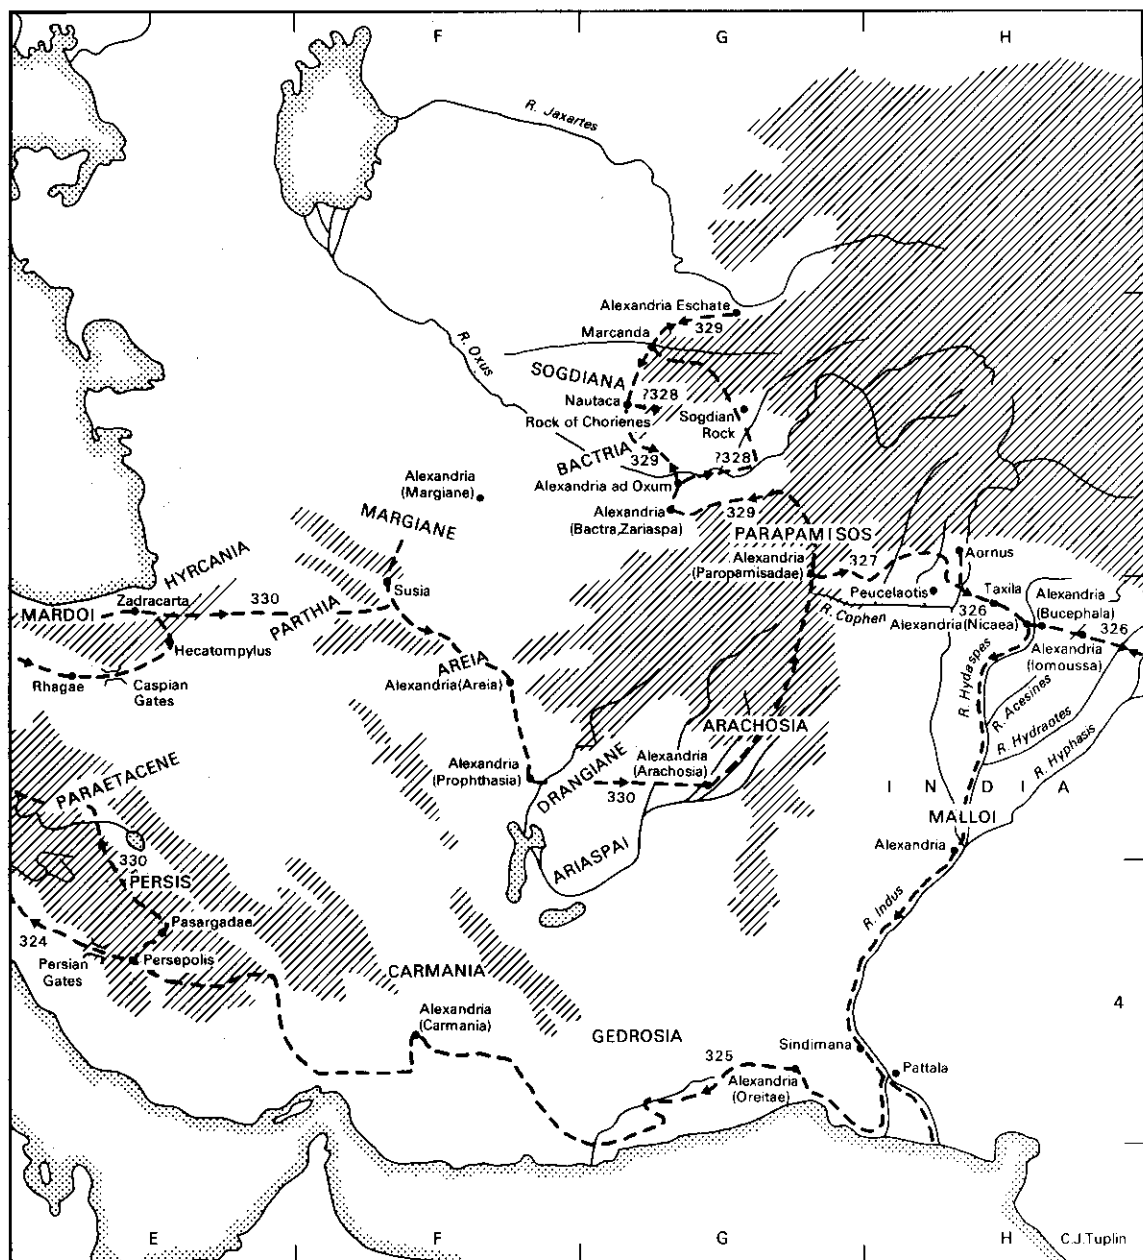 F
G
H
R. Jaxartes
Alexandria Eschate
329
Marcanda
R. Oxus
SOGDIANA
?328
Nautaca
Rock of Chorienes
Sogdian
Rock
BACTRIA
329
?328
Alexandria
(Margiane)
Alexandria ad Oxum
Alexandria
(Bactra,Zariaspa)
329
MARGIANE
PARAPAMISOS
HYRCANIA
Alexandria
(Paropamisadae)
327
Aornus
Susia
Peucelaotis
Taxila
Alexandria
(Bucephala)
MARDOI
Zadracarta
330
PARTHIA
R. Cophen
326
Alexandria(Nicaea)
326
Hecatompylus
Alexandria
(Iomoussa)
AREIA
Rhagae
Caspian
Gates
Alexandria(Areia)
R. Hydaspes
R. Acesines
R. Hydraotes
R. Hyphasis
ARACHOSIA
PARAETACENE
Alexandria
(Prophthasia)
DRANGIANE
Alexandria
(Arachosia)
330
INDIA
MALLOI
330
ARIASPAI
Alexandria
PERSIS
Pasargadae
R. Indus
324
Persian
Gates
Persepolis
CARMANIA
4
Alexandria
(Carmania)
GEDROSIA
Sindimana
325
Pattala
Alexandria
(Oreitae)
E
F
G
H
C.J.Tuplin